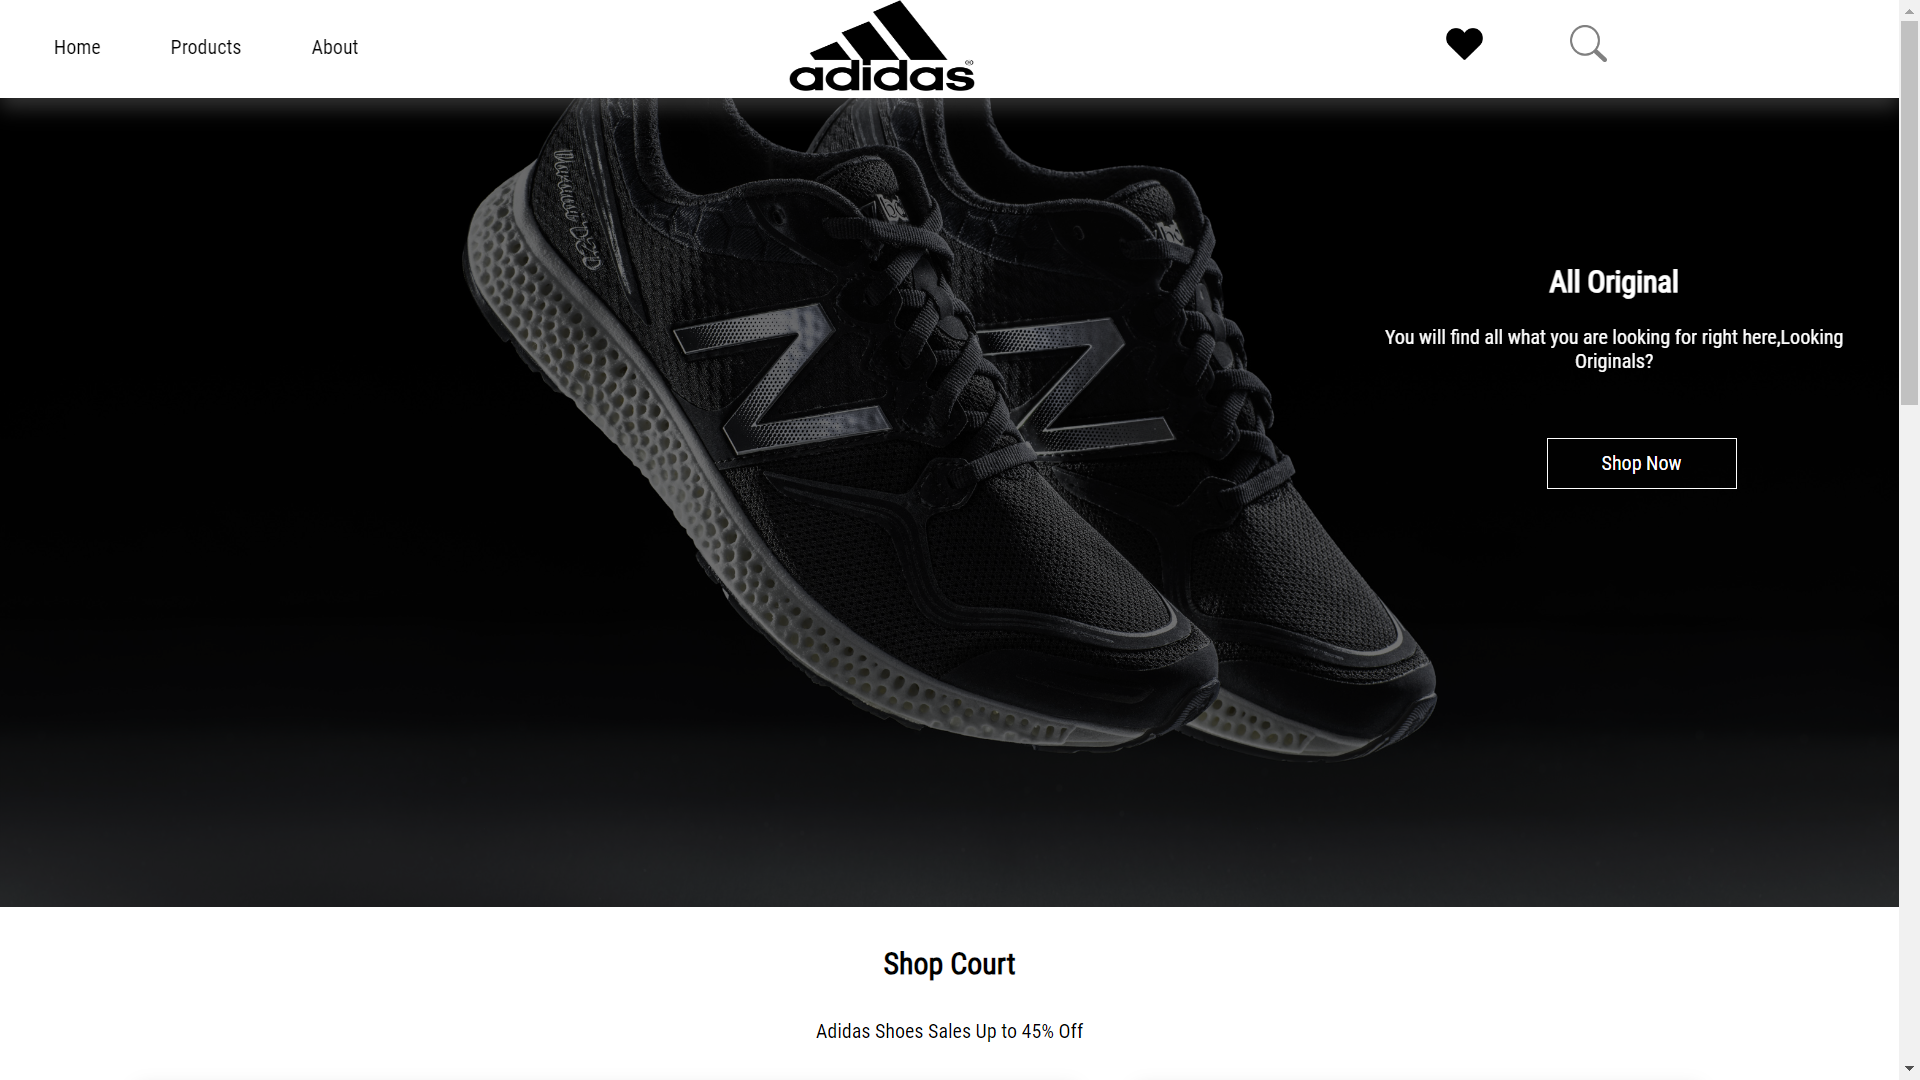 Home
Products
About
adidas
All Original
You will find all what you are looking for right here,Looking
Originals?
Shop Now
Shop Court
Adidas Shoes Sales Up to 45% Off